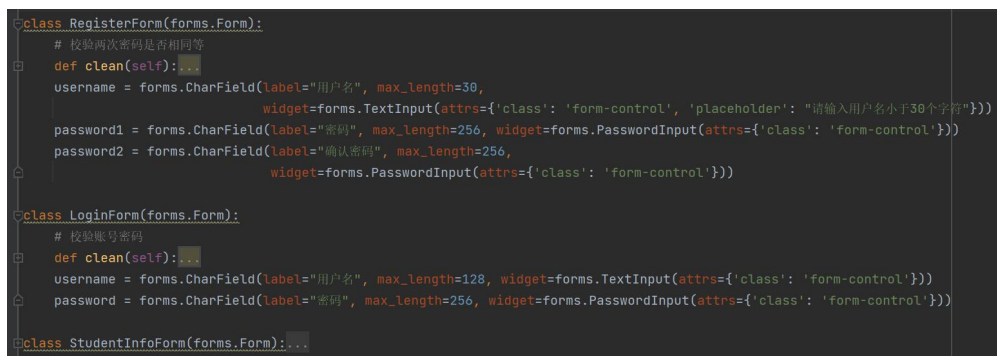 class RegisterForm(forms.Form):
# 校验两次密码是否相同等
def clean(self):...
username = forms.CharField(label="用户名", max_length=30,
widget=forms.TextInput(attrs={'class': 'form-control', 'placeholder': "请输入用户名小于30个字符"}))
password1 = forms.CharField(label="密码", max_length=256, widget=forms.PasswordInput(attrs={'class': 'form-control'}))
password2 = forms.CharField(label="确认密码", max_length=256,
widget=forms.PasswordInput(attrs={'class': 'form-control'}))
class LoginForm(forms.Form):
# 校验账号密码
def clean(self):...
username = forms.CharField(label="用户名", max_length=128, widget=forms.TextInput(attrs={'class': 'form-control'}))
password = forms.CharField(label="密码", max_length=256, widget=forms.PasswordInput(attrs={'class': 'form-control'}))
class StudentInfoForm(forms.Form):...